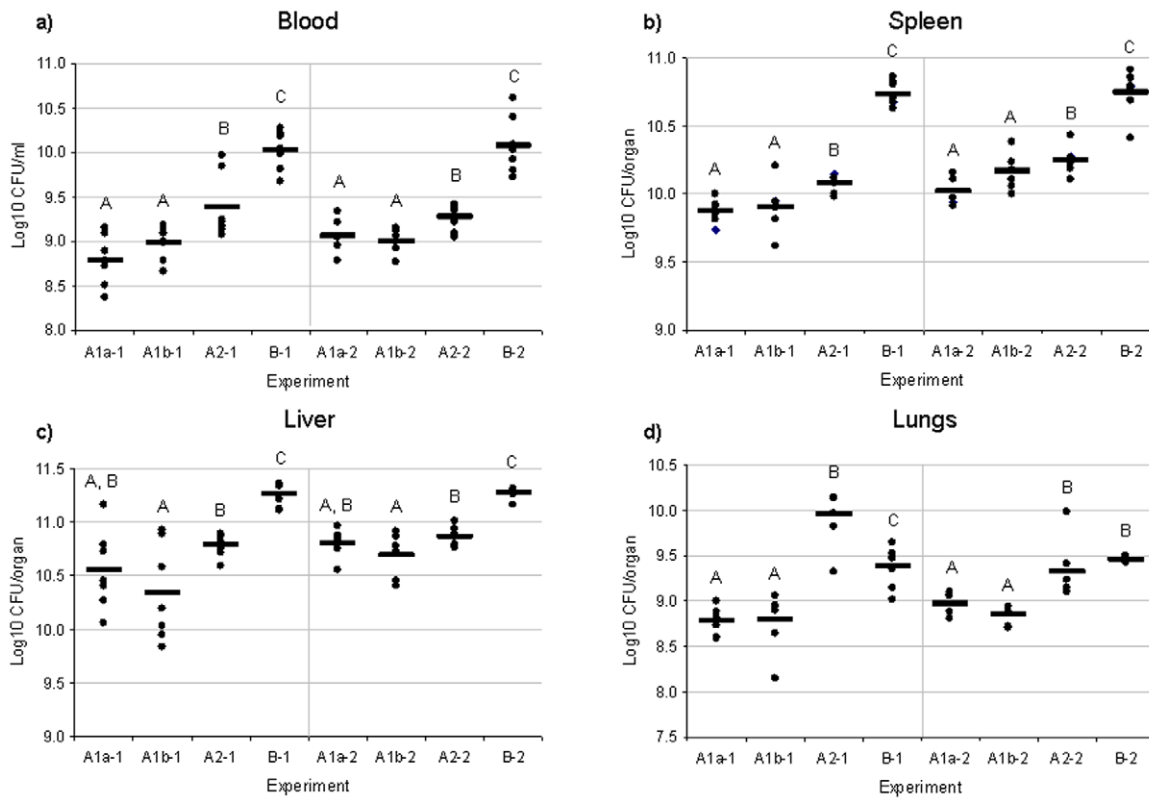 a) Blood
Log10 CFU/ml
11.0
10.5
10.0
9.5
9.0
8.5
8.0
A A B C A A B C
A1a-1 A1b-1 A2-1 B-1 A1a-2 A1b-2 A2-2 B-2
Experiment
b) Spleen
Log10 CFU/organ
11.0
10.5
10.0
9.5
9.0
A A B C A A B C
A1a-1 A1b-1 A2-1 B-1 A1a-2 A1b-2 A2-2 B-2
Experiment
c) Liver
Log10 CFU/organ
11.5
11.0
10.5
10.0
9.5
9.0
A, B A B C A, B A B C
A1a-1 A1b-1 A2-1 B-1 A1a-2 A1b-2 A2-2 B-2
Experiment
d) Lungs
Log10 CFU/organ
10.5
10.0
9.5
9.0
8.5
8.0
7.5
A A B C A A B B
A1a-1 A1b-1 A2-1 B-1 A1a-2 A1b-2 A2-2 B-2
Experiment